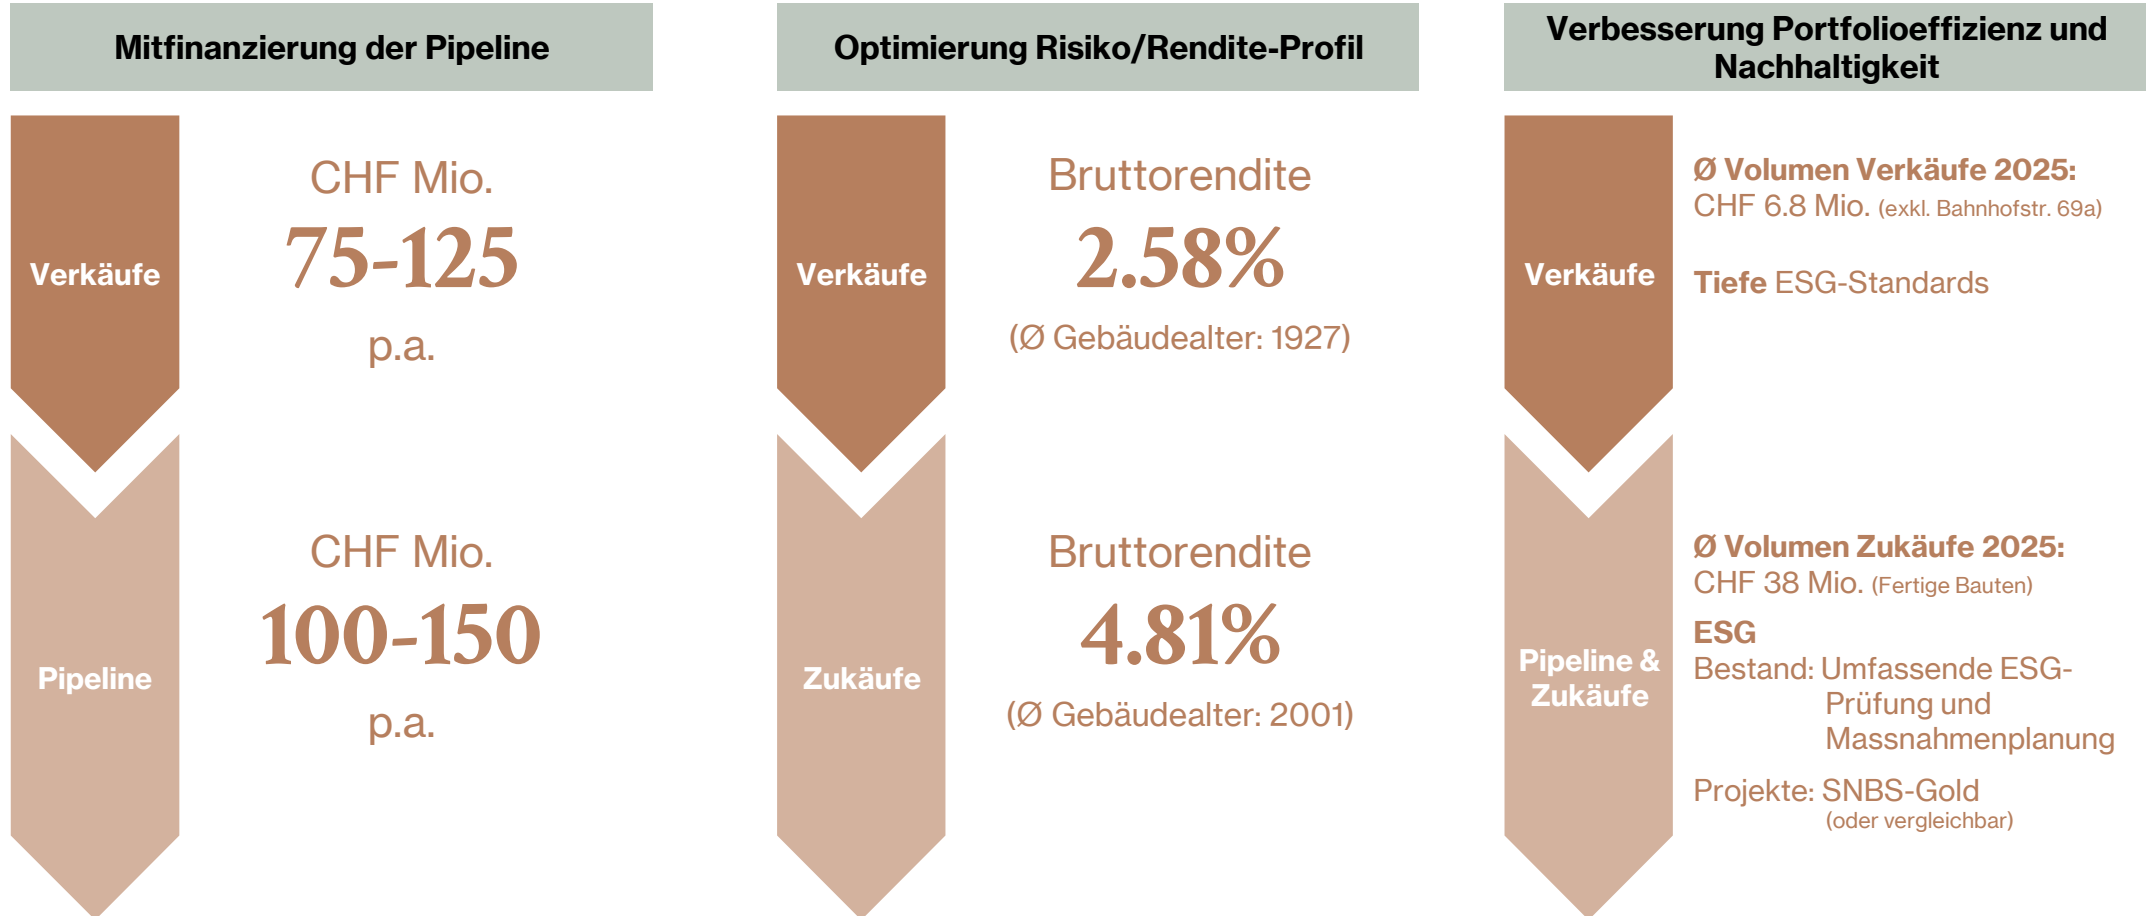 Mitfinanzierung der Pipeline
Verkäufe
CHF Mio.
75-125
p.a.
Pipeline
CHF Mio.
100-150
p.a.
Optimierung Risiko/Rendite-Profil
Verkäufe
Bruttorendite
2.58%
(Ø Gebäudealter: 1927)
Zukäufe
Bruttorendite
4.81%
(Ø Gebäudealter: 2001)
Verbesserung Portfolioeffizienz und
Nachhaltigkeit
Verkäufe
Ø Volumen Verkäufe 2025:
CHF 6.8 Mio. (exkl. Bahnhofstr. 69a)
Tiefe ESG-Standards
Pipeline &
Zukäufe
Ø Volumen Zukäufe 2025:
CHF 38 Mio. (Fertige Bauten)
ESG
Bestand: Umfassende ESG-
Prüfung und
Massnahmenplanung
Projekte: SNBS-Gold
(oder vergleichbar)